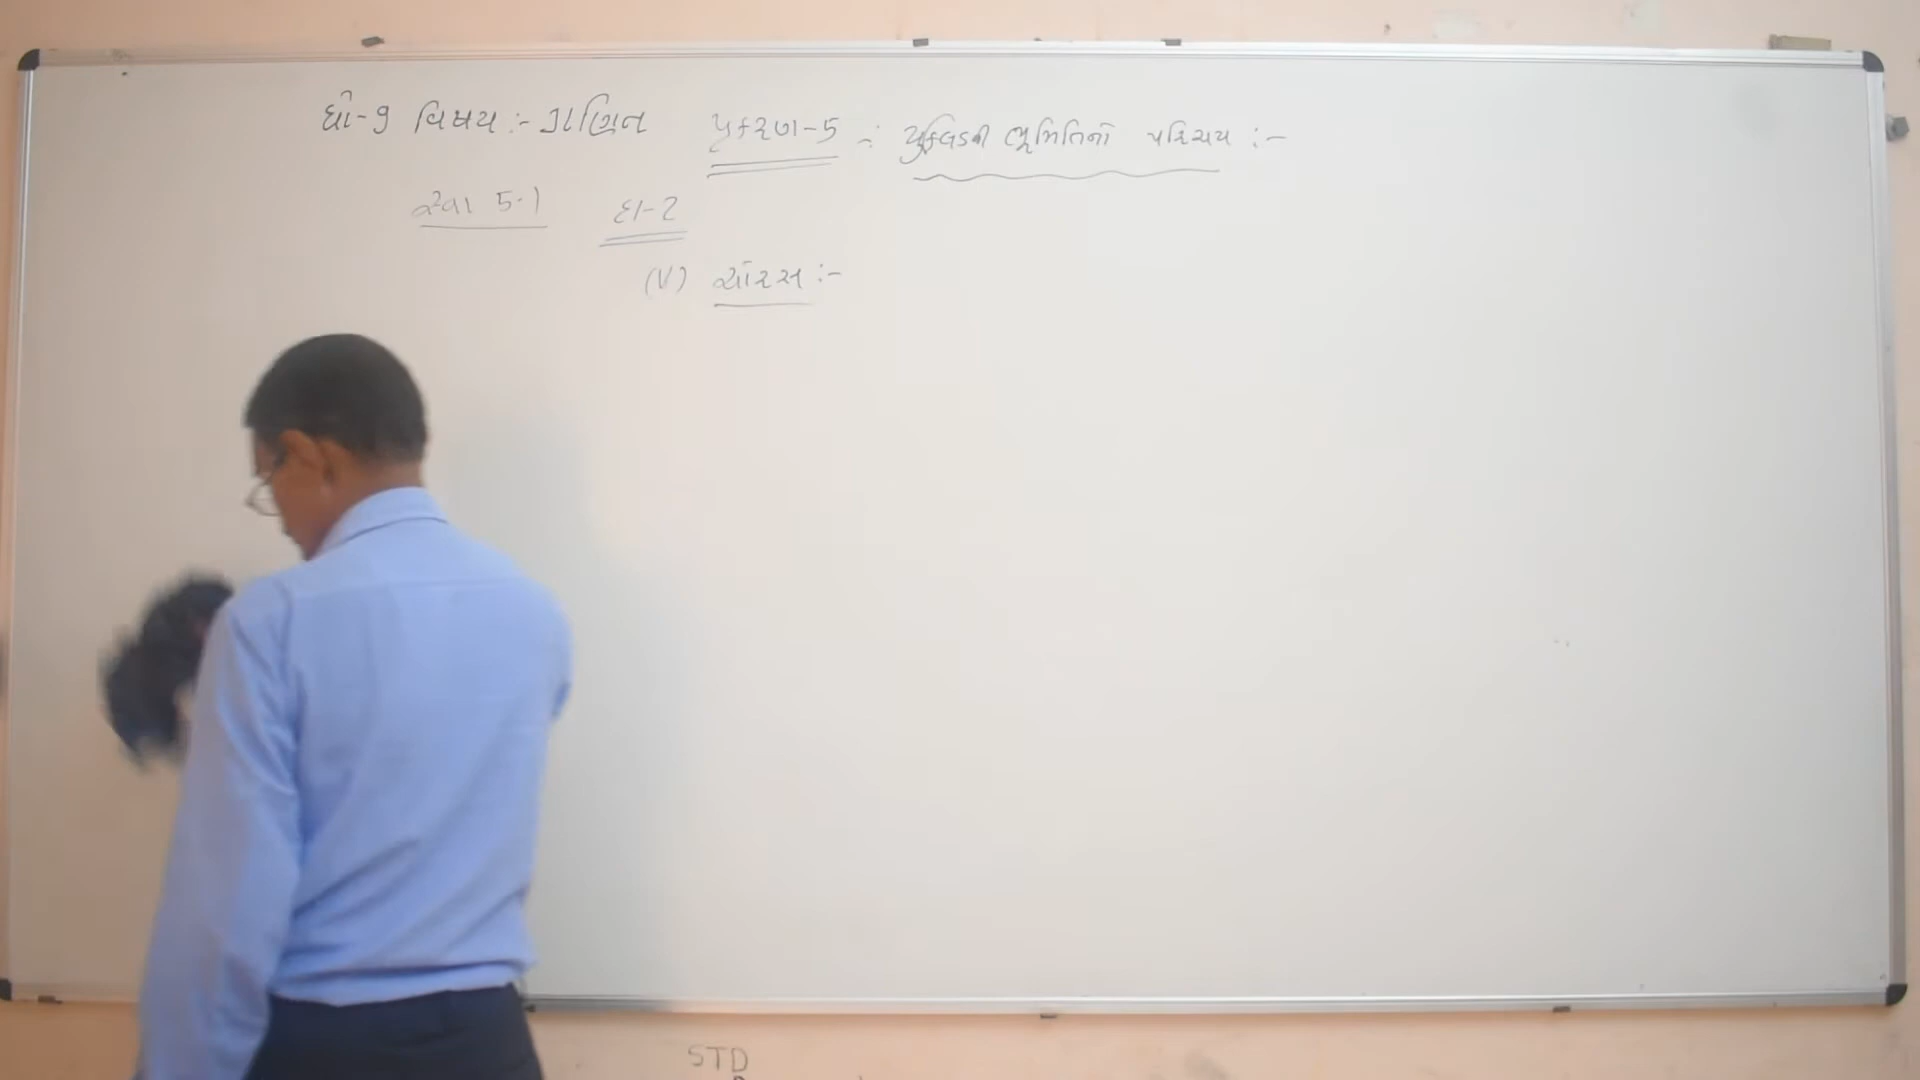 ધો-9 વિષય :- ગણિત પ્રકરણ-5 :- યુક્લિડની ભૂમિતિનો પરિચય :-
સ્વા 5.1 દા-2
(V) ચોરસ :-
STD